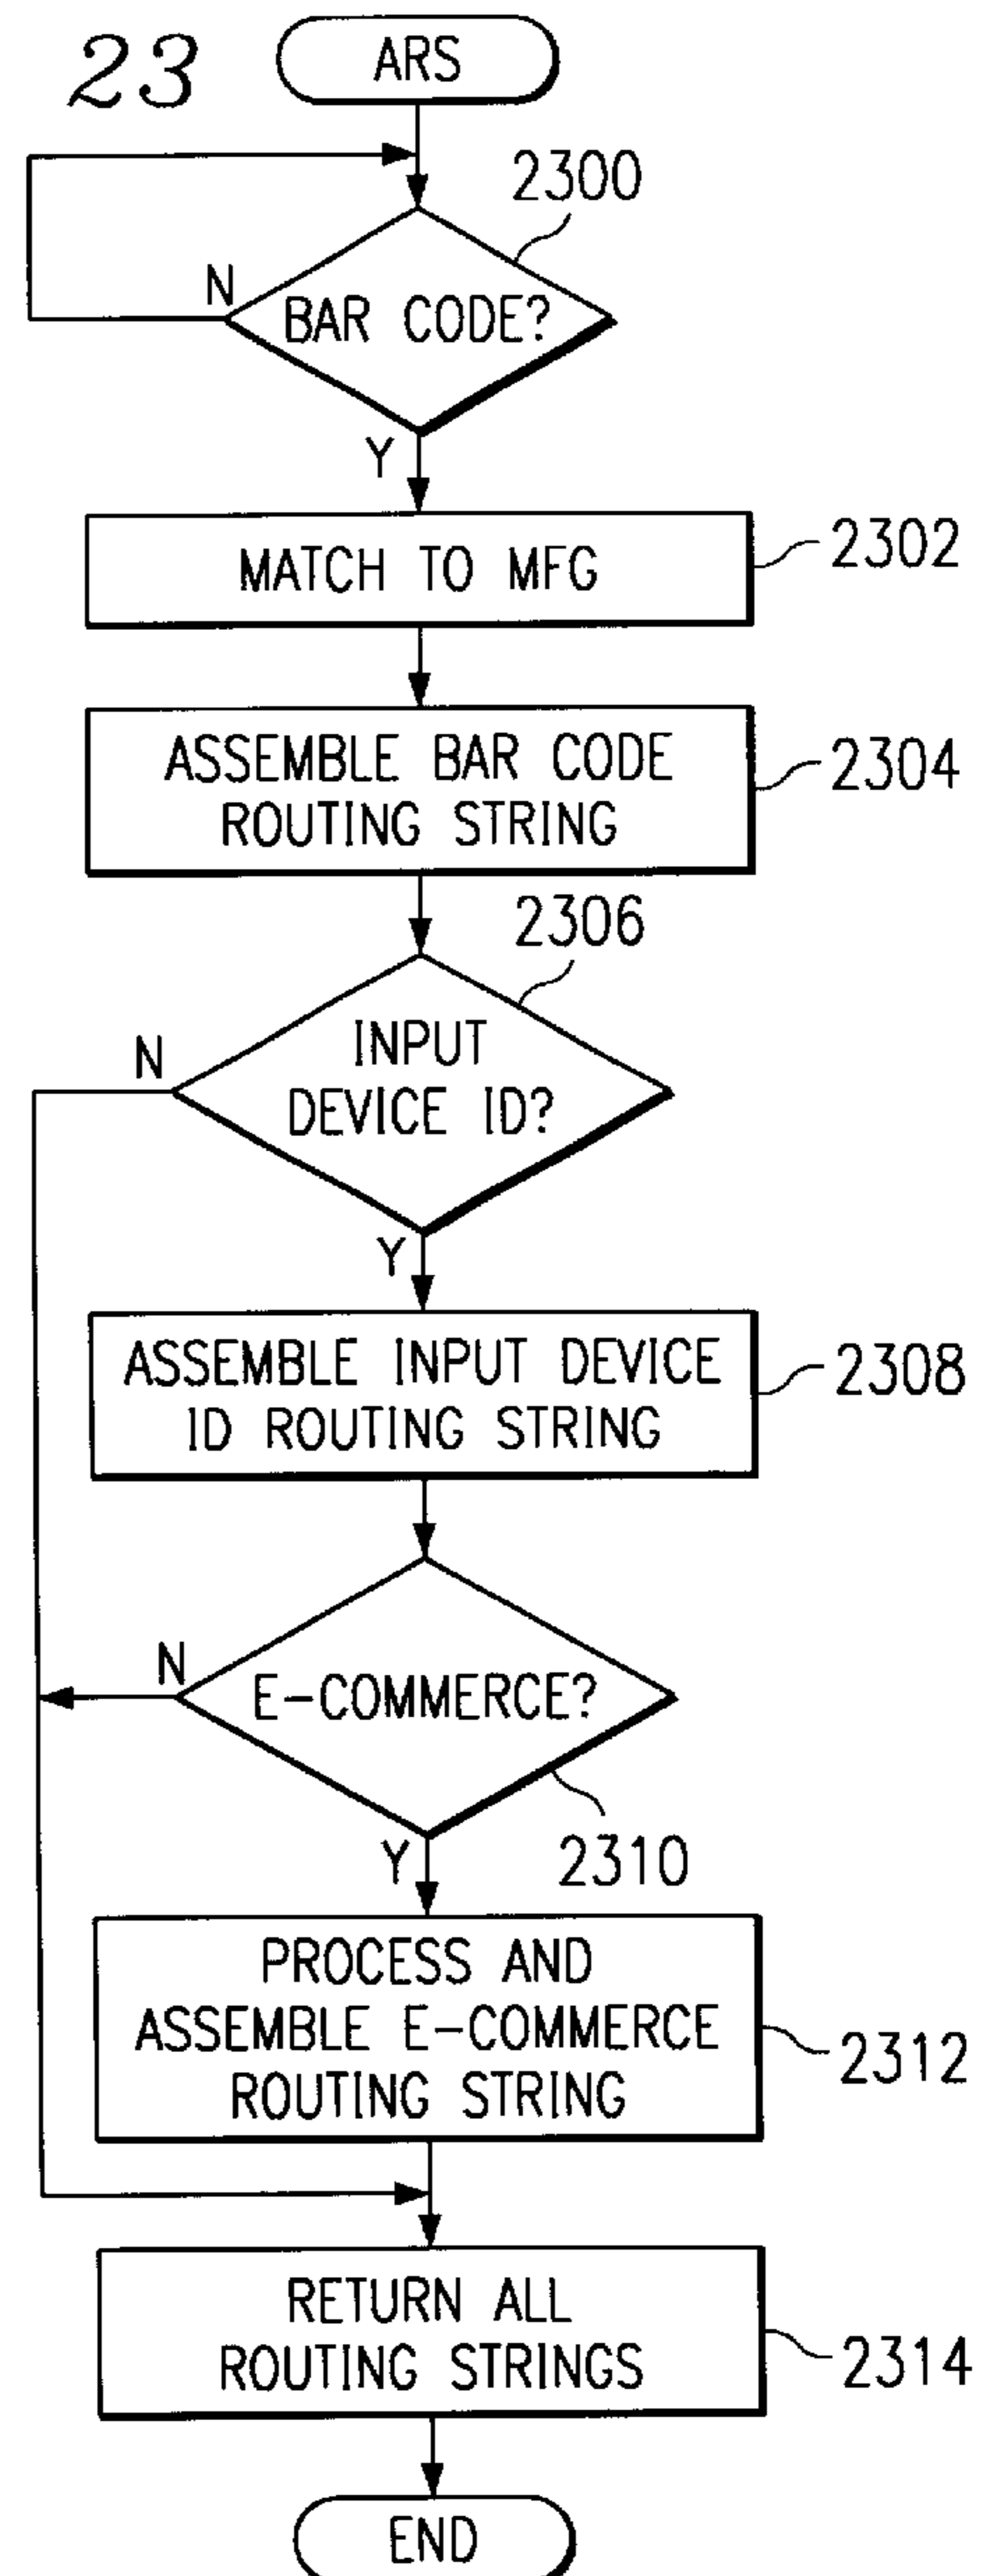 23
ARS
2300
N
BAR CODE?
Y
MATCH TO MFG
2302
ASSEMBLE BAR CODE
ROUTING STRING
2304
2306
N
INPUT
DEVICE ID?
Y
ASSEMBLE INPUT DEVICE
ID ROUTING STRING
2308
N
E-COMMERCE?
Y
2310
PROCESS AND
ASSEMBLE E-COMMERCE
ROUTING STRING
2312
RETURN ALL
ROUTING STRINGS
2314
END